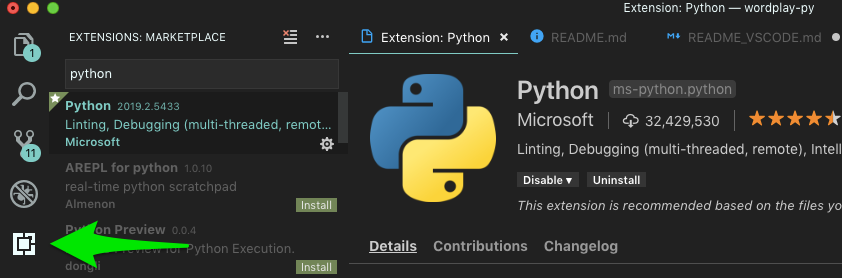 Extension: Python — wordplay-py
1
11
EXTENSIONS: MARKETPLACE
python
Python 2019.2.5433
Linting, Debugging (multi-threaded, remot...
Microsoft
AREPL for python 1.0.10
real-time python scratchpad
Almenon
Install
Python Preview 0.0.4
Preview for Python Execution.
dongli
Install
Extension: Python
README.md
README_VSCODE.md
Python ms-python.python
Microsoft 32,429,530
Linting, Debugging (multi-threaded, remote), Intell
Disable Uninstall
This extension is recommended based on the files yo
Details Contributions Changelog